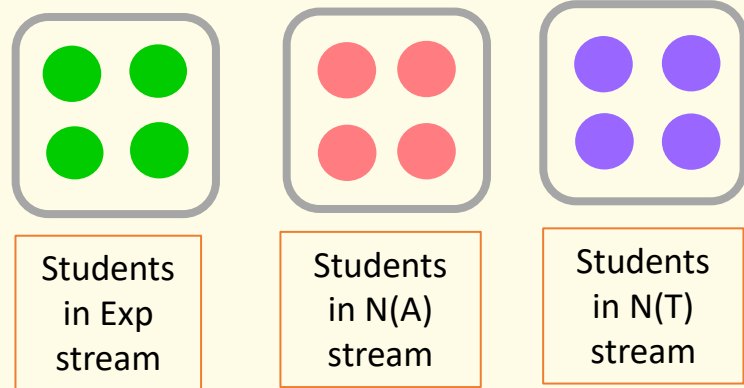 Students
in Exp
stream
Students
in N(A)
stream
Students
in N(T)
stream